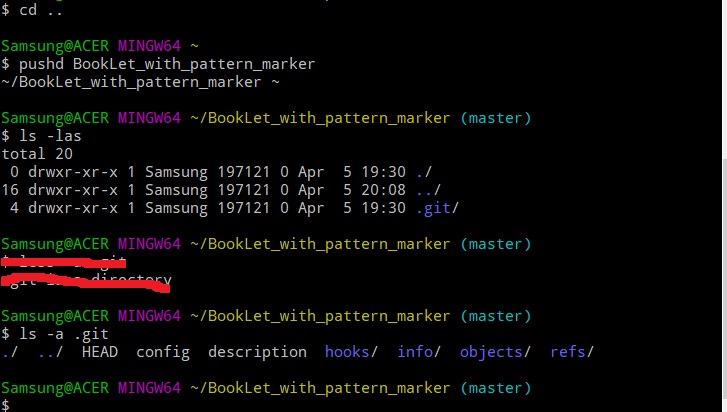 $ cd ..
Samsung@ACER MINGW64 ~
$ pushd BookLet_with_pattern_marker
~/BookLet_with_pattern_marker ~
Samsung@ACER MINGW64 ~/BookLet_with_pattern_marker (master)
$ ls -las
total 20
0 drwxr-xr-x 1 Samsung 197121 0 Apr 5 19:30 ./
16 drwxr-xr-x 1 Samsung 197121 0 Apr 5 20:08 ../
4 drwxr-xr-x 1 Samsung 197121 0 Apr 5 19:30 .git/
Samsung@ACER MINGW64 ~/BookLet_with_pattern_marker (master)
$
directory
Samsung@ACER MINGW64 ~/BookLet_with_pattern_marker (master)
$ ls -a .git
./ ../ HEAD config description hooks/ info/ objects/ refs/
Samsung@ACER MINGW64 ~/BookLet_with_pattern_marker (master)
$